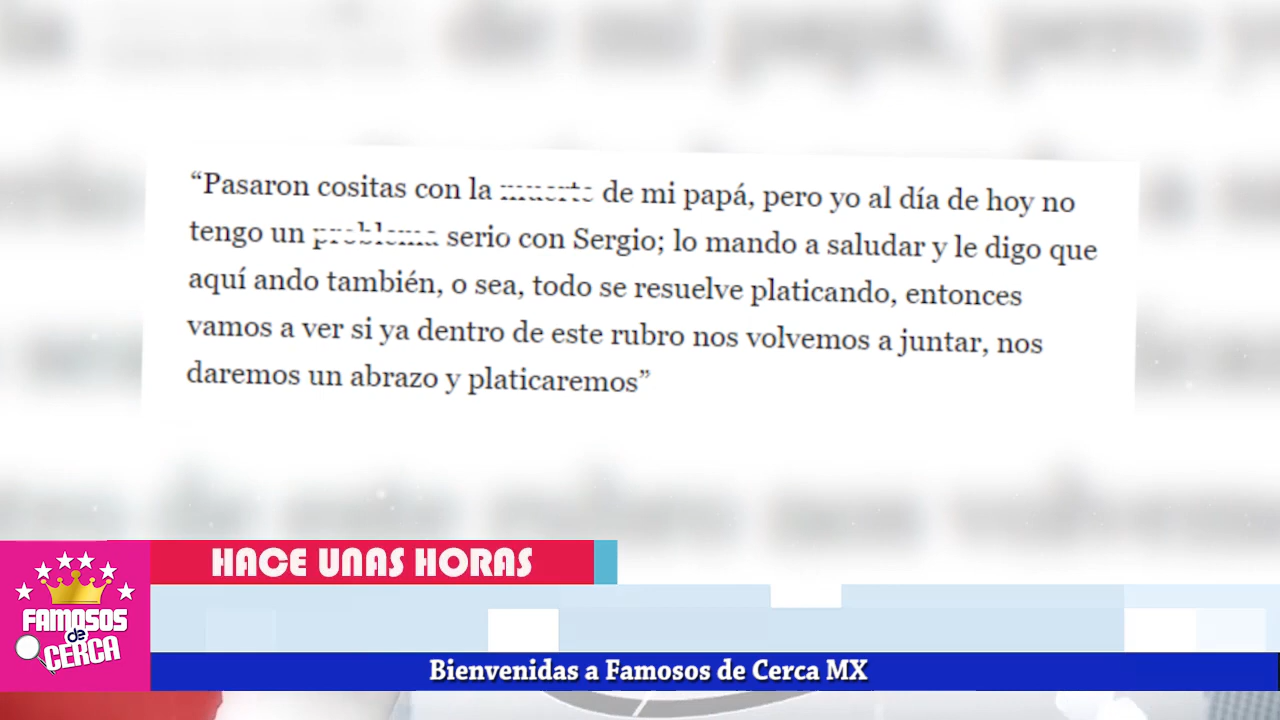 “Pasaron cositas con la muerte de mi papá, pero yo al día de hoy no
tengo un problema serio con Sergio; lo mando a saludar y le digo que
aquí ando también, o sea, todo se resuelve platicando, entonces
vamos a ver si ya dentro de este rubro nos volvemos a juntar, nos
daremos un abrazo y platicaremos”
HACE UNAS HORAS
FAMOSOS
de
CERCA
Bienvenidas a Famosos de Cerca MX